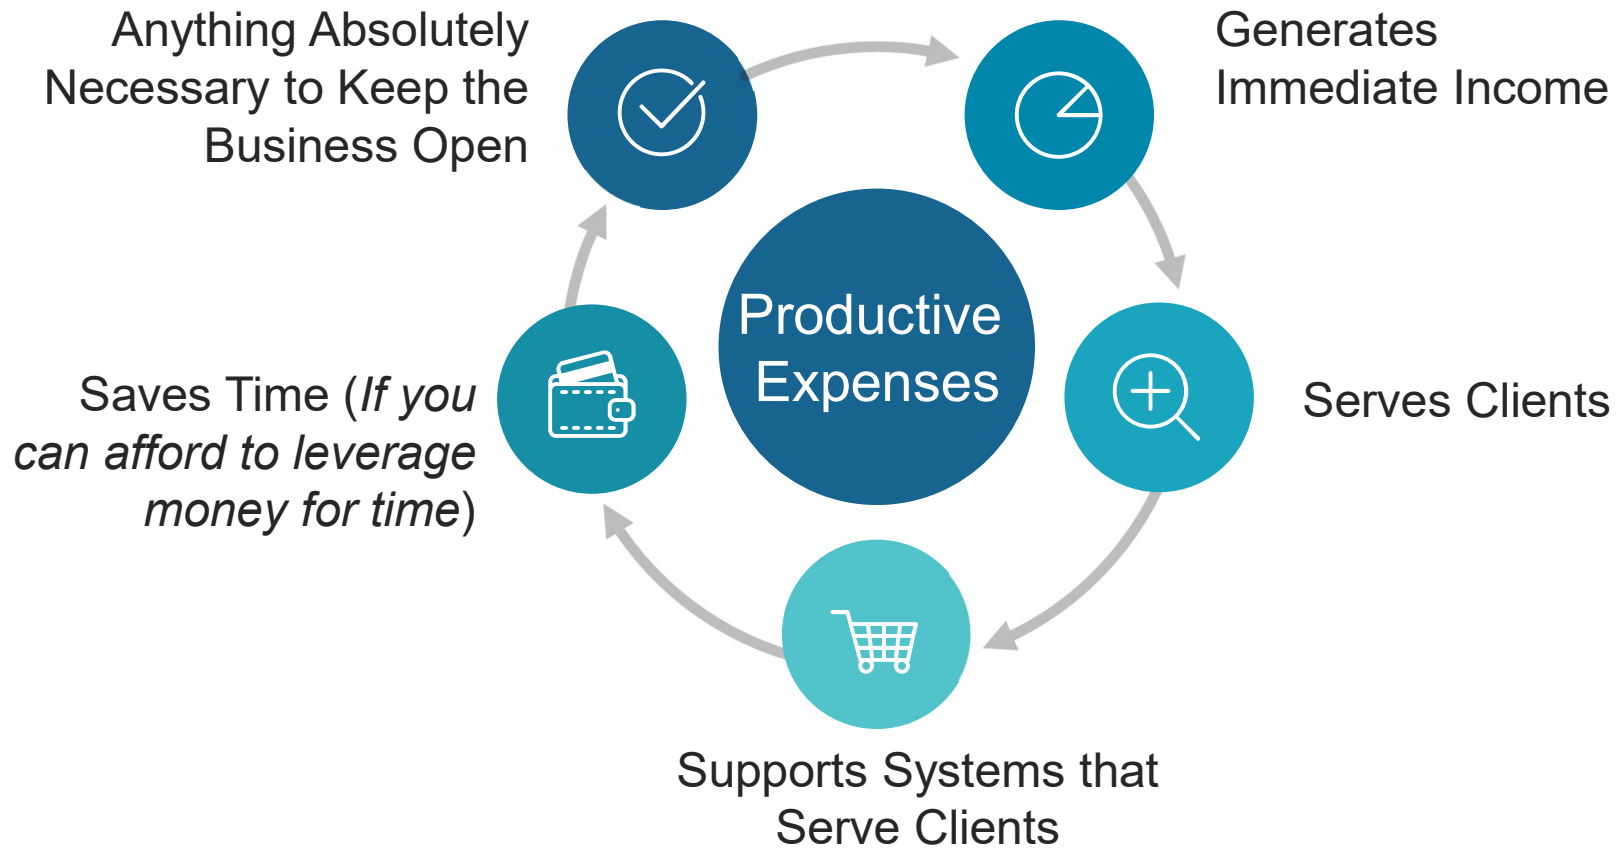 Anything Absolutely
Necessary to Keep the
Business Open
Generates
Immediate Income
Productive
Expenses
Serves Clients
Saves Time (If you
can afford to leverage
money for time)
Supports Systems that
Serve Clients